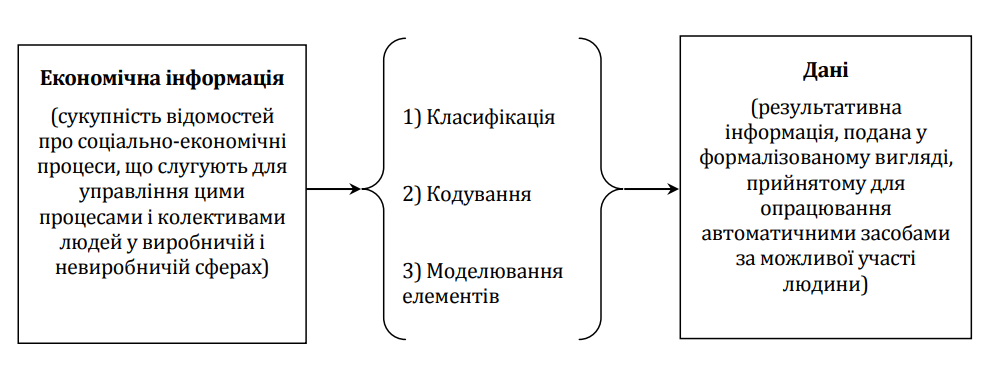 Економічна інформація
(сукупність відомостей
про соціально-економічні
процеси, що слугують для
управління цими
процесами і колективами
людей у виробничій і
невиробничій сферах)
1) Класифікація
2) Кодування
3) Моделювання
елементів
Дані
(результативна
інформація, подана у
формалізованому вигляді,
прийнятому для
опрацювання
автоматичними засобами
за можливої участі
людини)